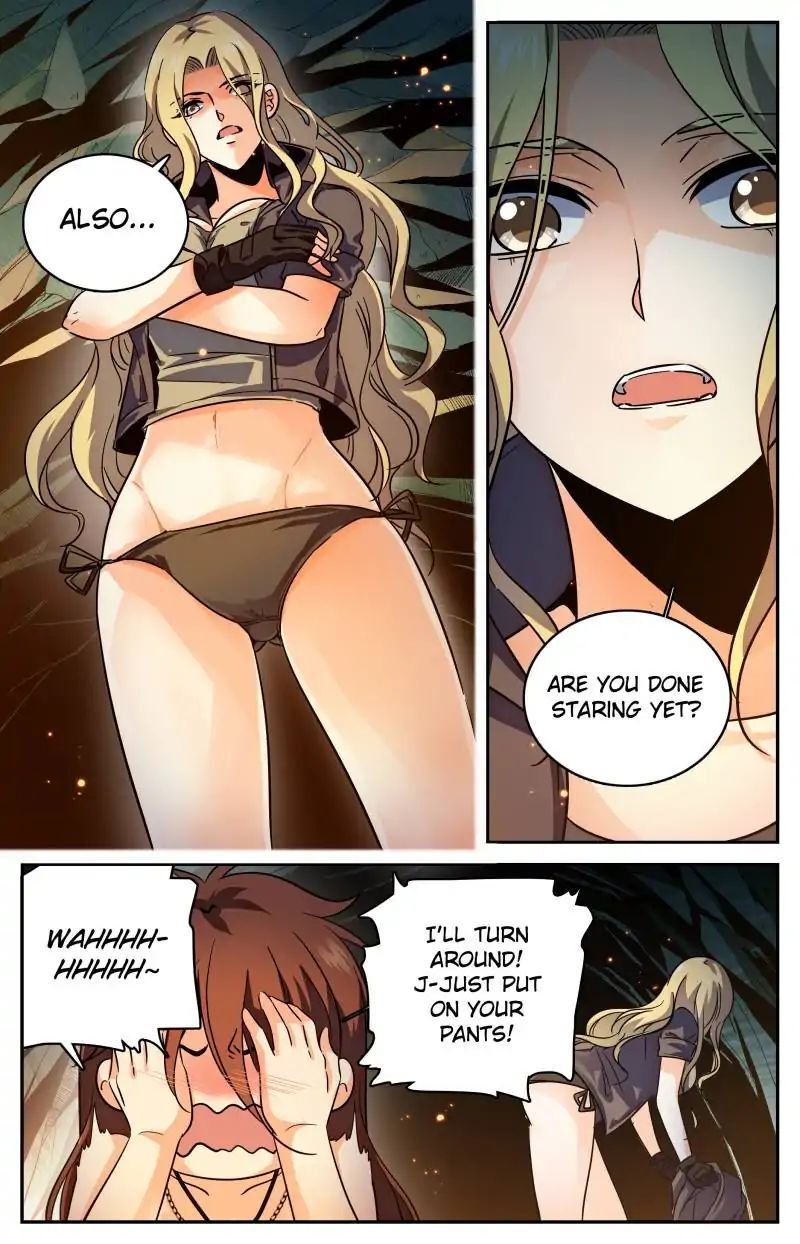 ALSO...
ARE YOU DONE
STARING YET?
WAHHHH-
HHHHH~
I'LL TURN
AROUND!
J-JUST PUT
ON YOUR
PANTS!